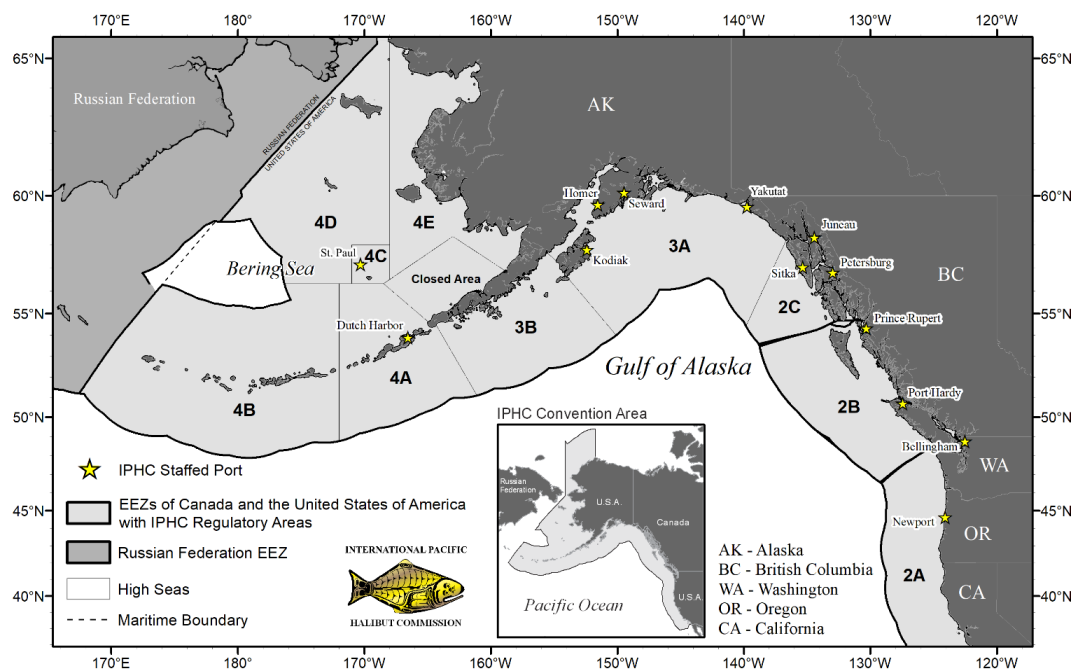 170°E
180°
170°W
160°W
150°W
140°W
130°W
120°W
65°N
65°N
Russian Federation
RUSSIAN FEDERATION
UNITED STATES OF AMERICA
AK
60°N
60°N
Homer
Seward
Yakutat
4D
4E
3A
Juneau
St. Paul
4C
Kodiak
Sitka
Petersburg
BC
Bering Sea
Closed Area
2C
55°N
55°N
Dutch Harbor
3B
Prince Rupert
Gulf of Alaska
4A
4B
2B
Port Hardy
50°N
50°N
Bellingham
WA
IPHC Convention Area
Russian
Federation
U.S.A.
Canada
U.S.A.
Pacific Ocean
IPHC Staffed Port
EEZs of Canada and the United States of America
with IPHC Regulatory Areas
Russian Federation EEZ
High Seas
Maritime Boundary
INTERNATIONAL PACIFIC
HALIBUT COMMISSION
45°N
45°N
Newport
OR
2A
CA
40°N
40°N
AK - Alaska
BC - British Columbia
WA - Washington
OR - Oregon
CA - California
170°E
180°
170°W
160°W
150°W
140°W
130°W
120°W